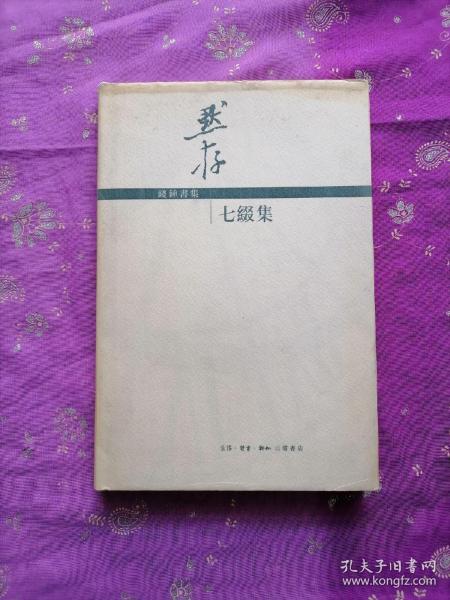 默存
錢鍾書集
七綴集
生活·讀書·新知 三聯書店
孔夫子旧书网
www.kongfz.com